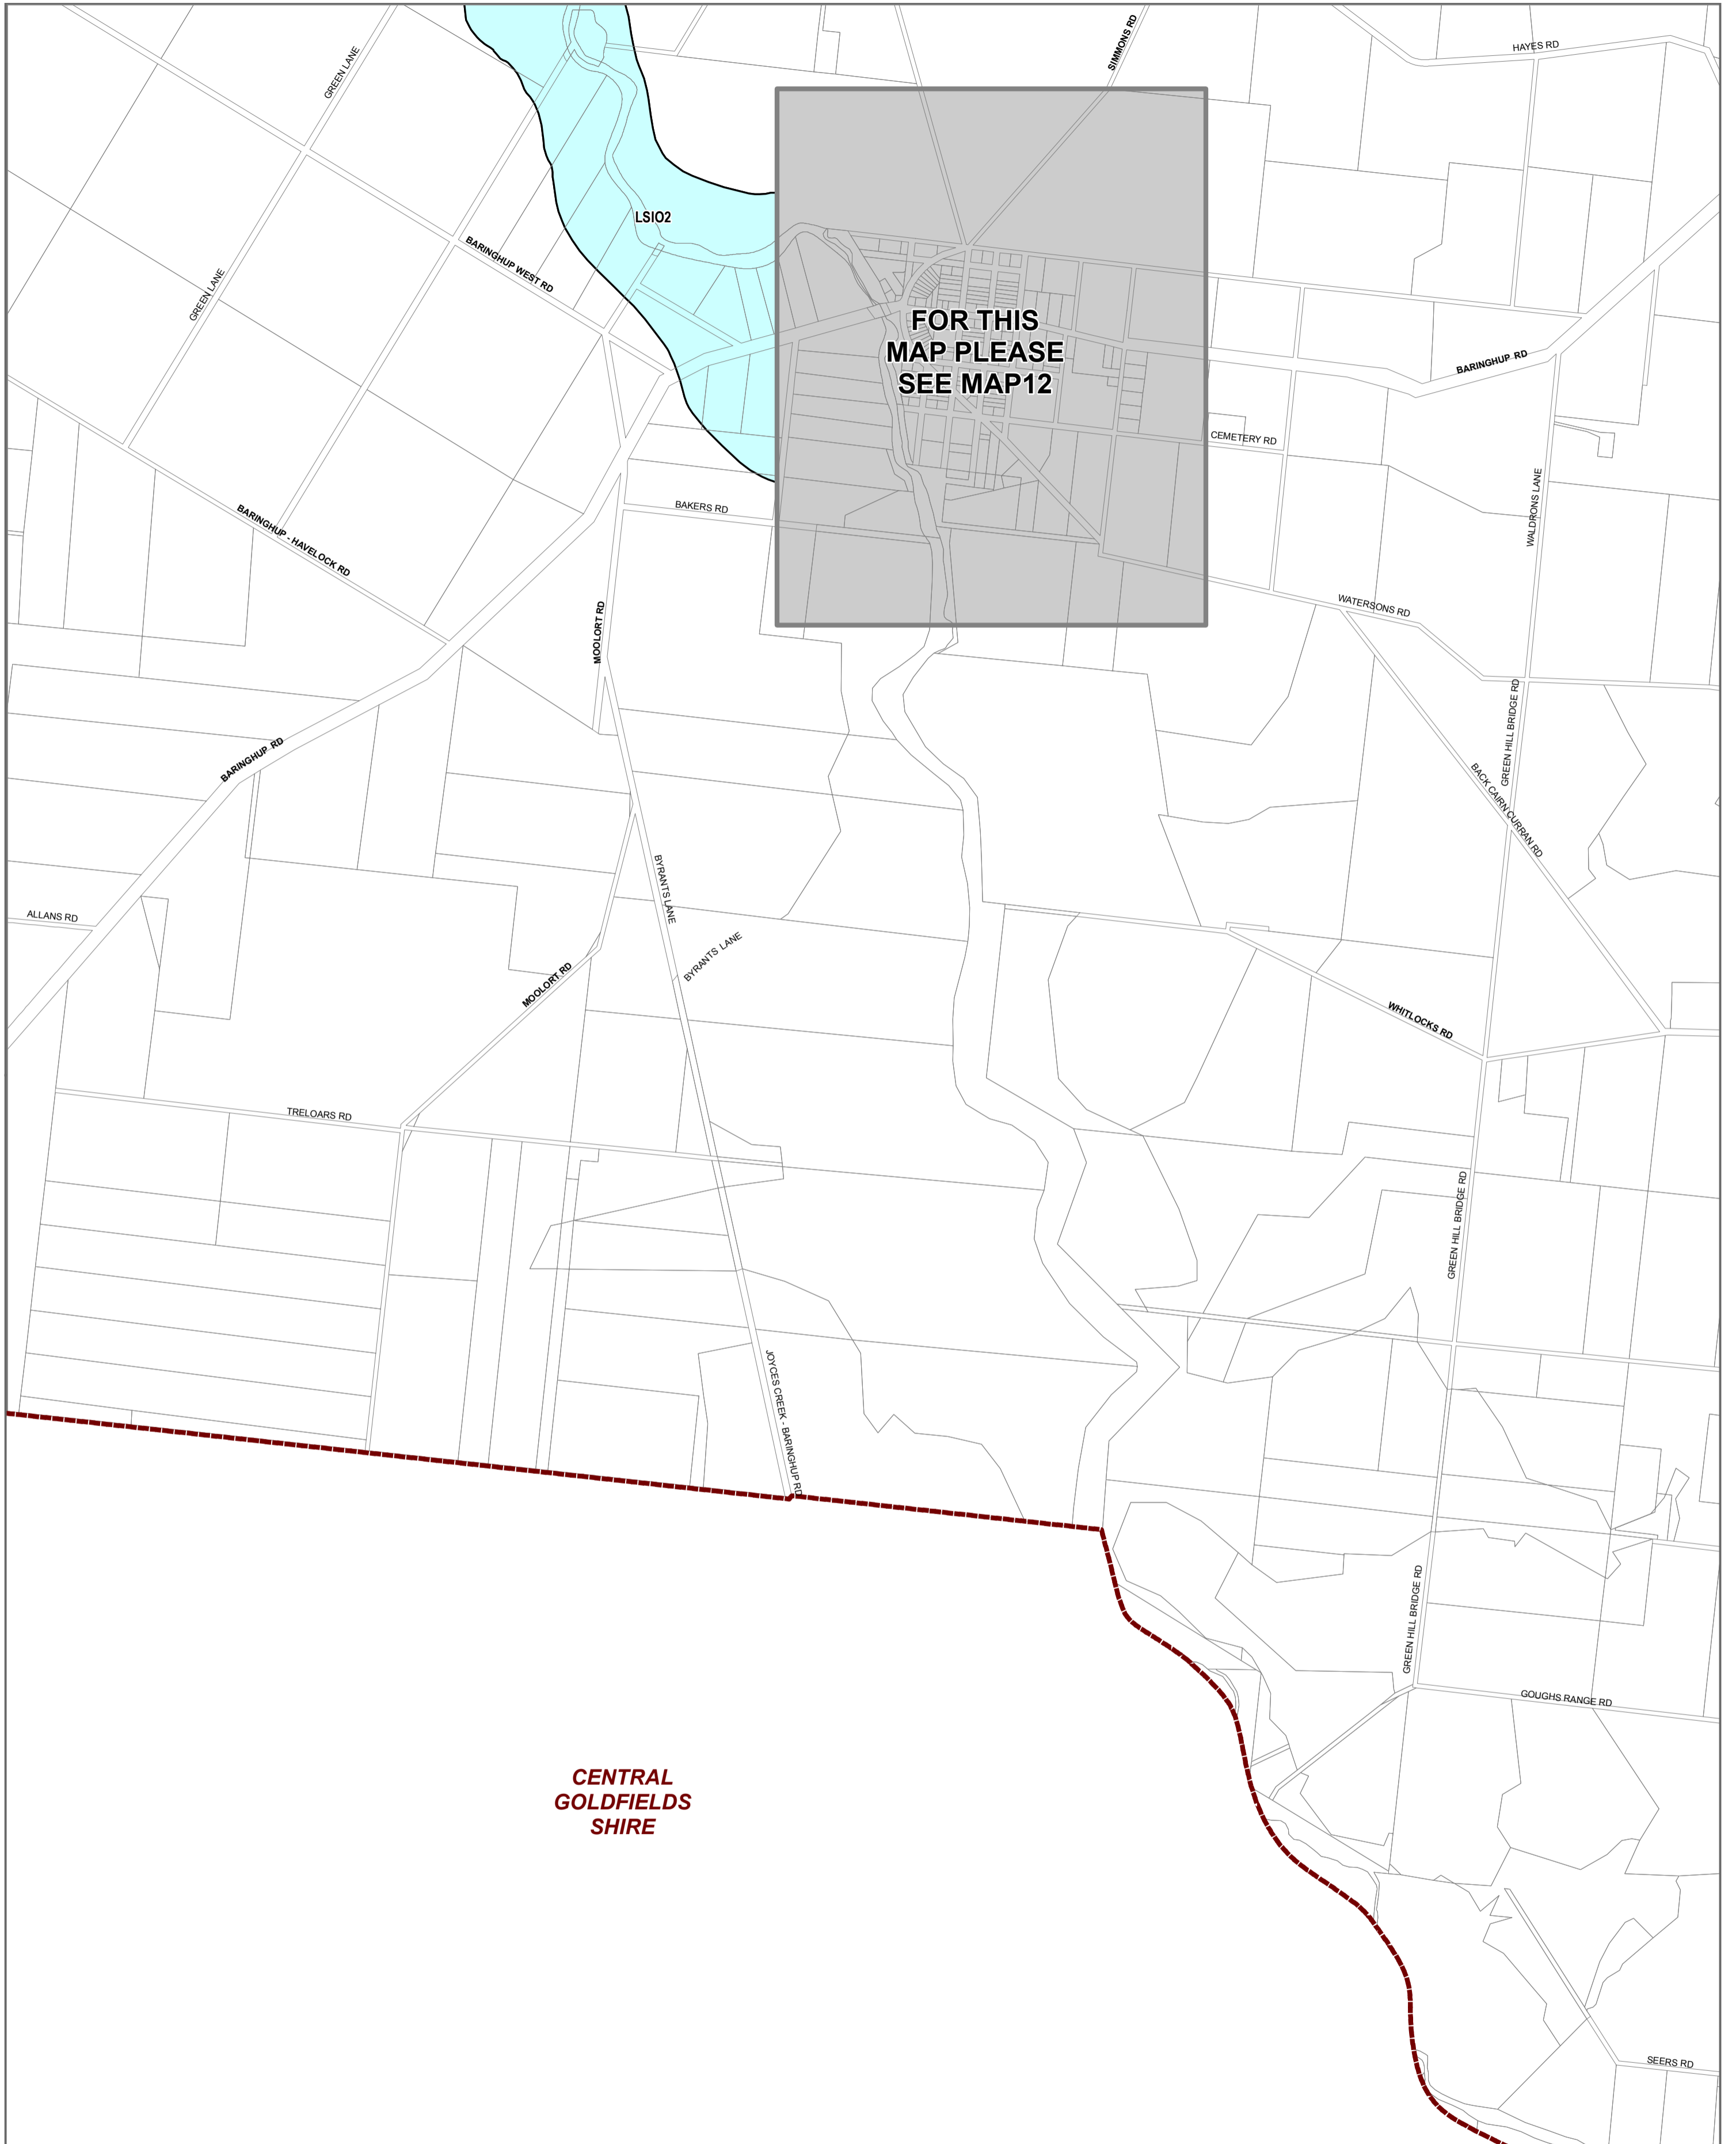 SIMMONS RD
HAYES RD
GREEN LANE
LSIO2
BARINGHUP WEST RD
GREEN LANE
FOR THIS
MAP PLEASE
SEE MAP12
BARINGHUP RD
CEMETERY RD
WALDRONS LANE
BAKERS RD
BARINGHUP - HAVELOCK RD
WATERSONS RD
MOOLORT RD
GREEN HILL BRIDGE RD
BARINGHUP RD
BACK CAIRN CURRAN RD
BYRANTS LANE
ALLANS RD
BYRANTS LANE
MOOLORT RD
WHITLOCKS RD
TRELOARS RD
GREEN HILL BRIDGE RD
JOYCES CREEK - BARINGHUP RD
GREEN HILL BRIDGE RD
GOUGHS RANGE RD
CENTRAL
GOLDFIELDS
SHIRE
SEERS RD